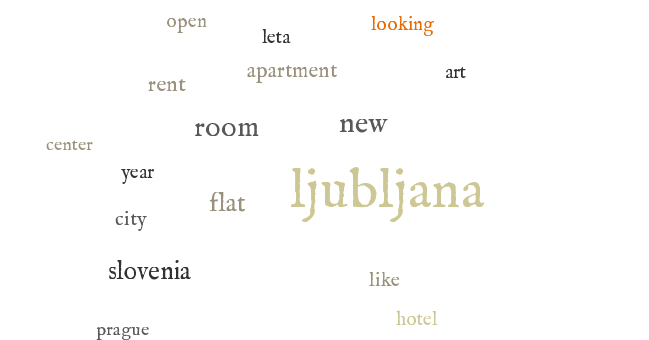 open
looking
leta
apartment
art
rent
room
new
center
year
ljubljana
flat
city
slovenia
like
hotel
prague